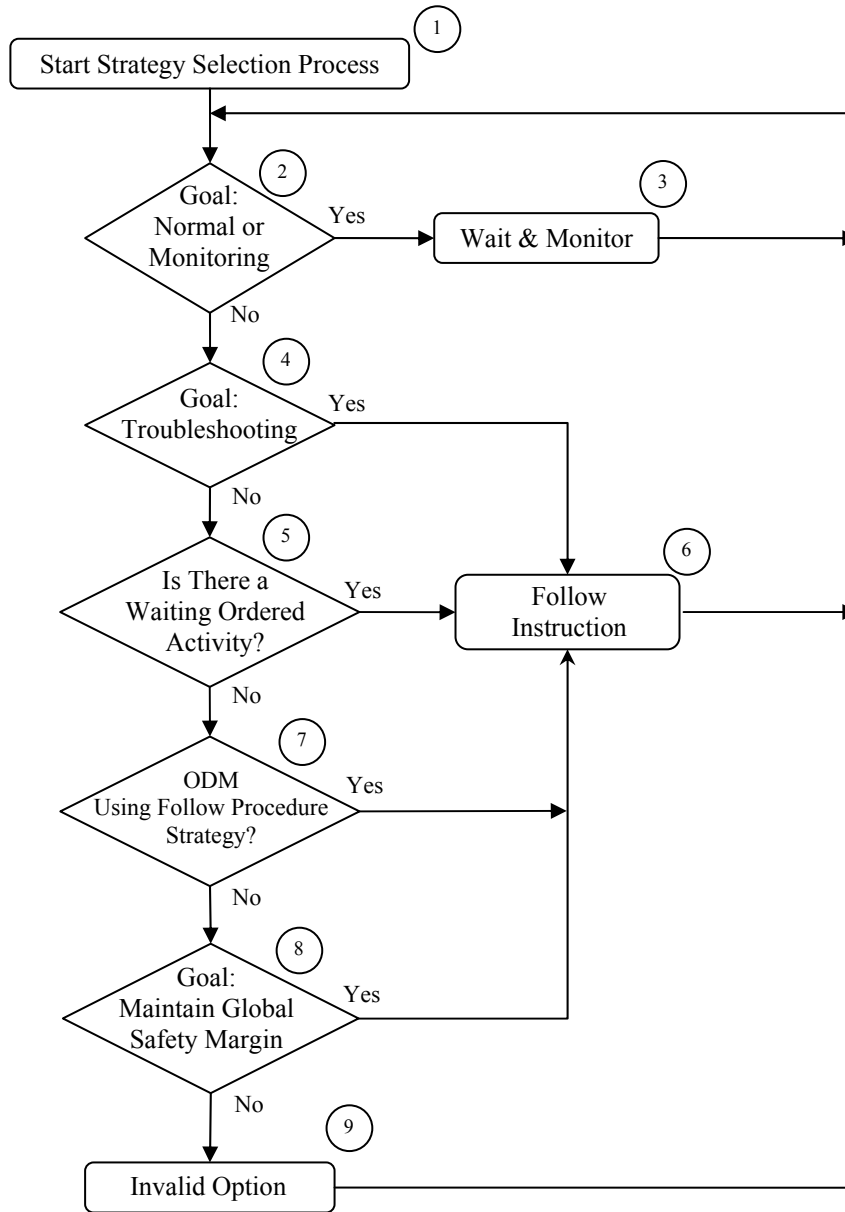 1
Start Strategy Selection Process
2
Goal:
Normal or
Monitoring
Yes
3
Wait & Monitor
No
4
Goal:
Troubleshooting
Yes
No
5
Is There a
Waiting Ordered
Activity?
Yes
6
Follow
Instruction
No
7
ODM
Using Follow Procedure
Strategy?
Yes
No
8
Goal:
Maintain Global
Safety Margin
Yes
No
9
Invalid Option